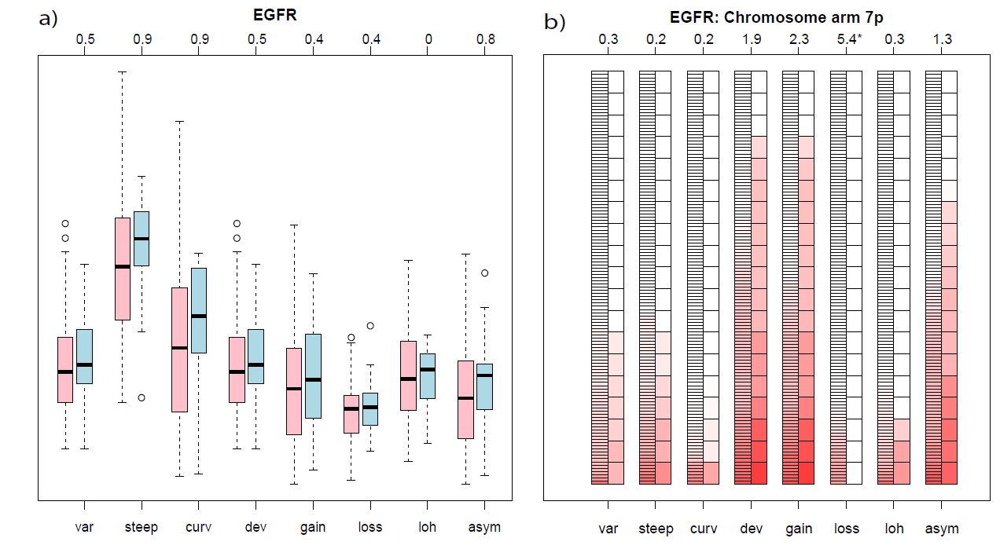 a)
EGFR
0.5 0.9 0.9 0.5 0.4 0.4 0 0.8
var steep curv dev gain loss loh asym
b)
EGFR: Chromosome arm 7p
0.3 0.2 0.2 1.9 2.3 5.4* 0.3 1.3
var steep curv dev gain loss loh asym